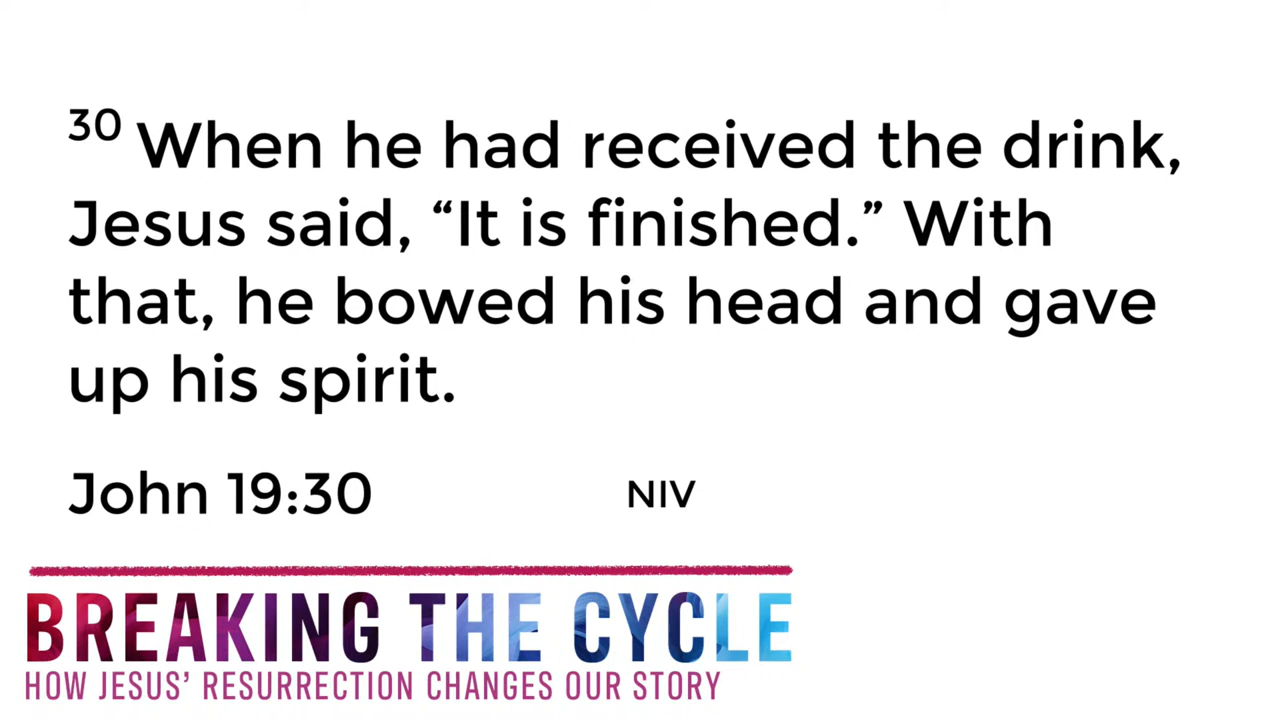 30 When he had received the drink,
Jesus said, “It is finished.” With
that, he bowed his head and gave
up his spirit.
John 19:30 NIV
BREAKING THE CYCLE
HOW JESUS’ RESURRECTION CHANGES OUR STORY